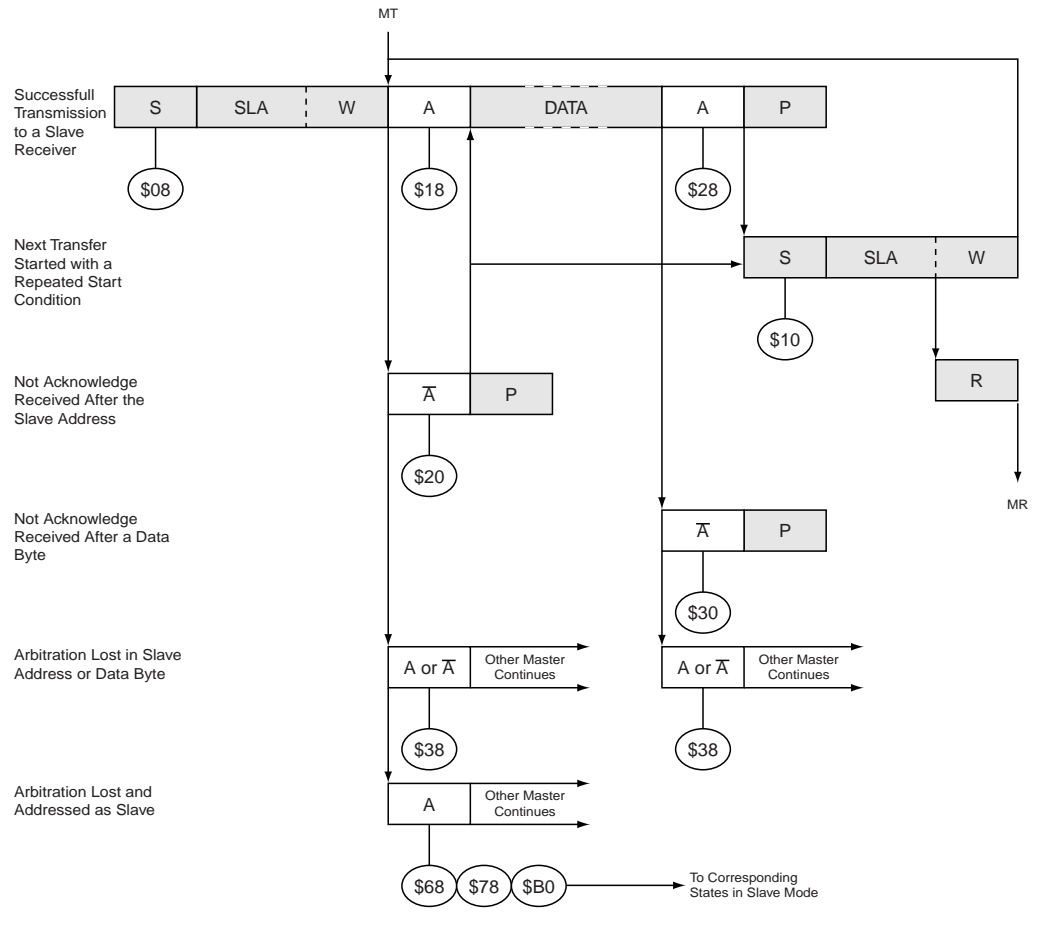 MT
Successfull
Transmission
to a Slave
Receiver
S SLA W A DATA A P
$08 $18 $28
Next Transfer
Started with a
Repeated Start
Condition
S SLA W
$10
Not Acknowledge
Received After the
Slave Address
A̅ P
R
$20
MR
Not Acknowledge
Received After a Data
Byte
A̅ P
$30
Arbitration Lost in Slave
Address or Data Byte
A or A̅
Other Master
Continues
A or A̅
Other Master
Continues
$38 $38
Arbitration Lost and
Addressed as Slave
A
Other Master
Continues
$68 $78 $B0
To Corresponding
States in Slave Mode